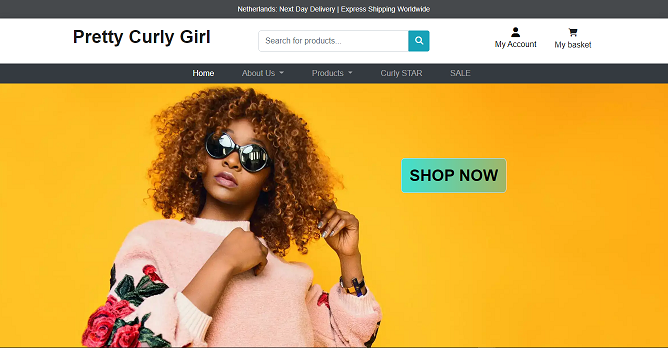 Netherlands: Next Day Delivery | Express Shipping Worldwide
Pretty Curly Girl
Search for products...
My Account
My basket
Home About Us Products Curly STAR SALE
SHOP NOW